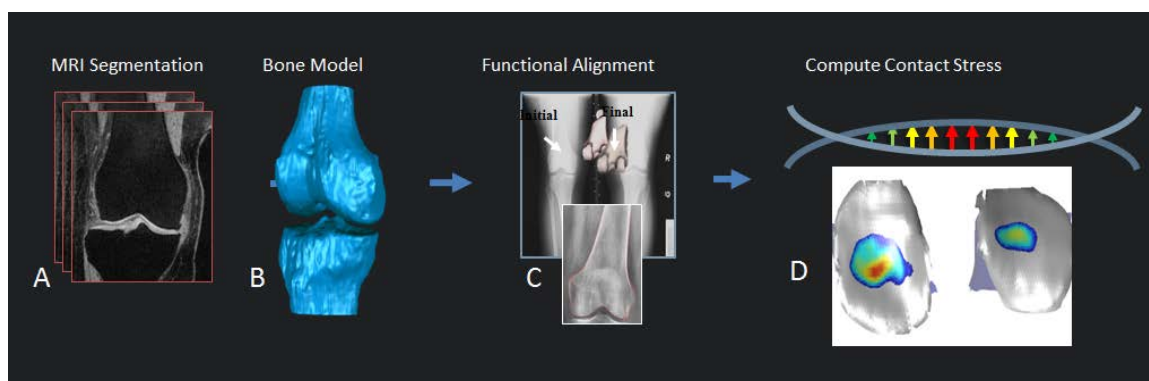 MRI Segmentation
Bone Model
Functional Alignment
Compute Contact Stress
Initial
Final
R
A
B
C
D